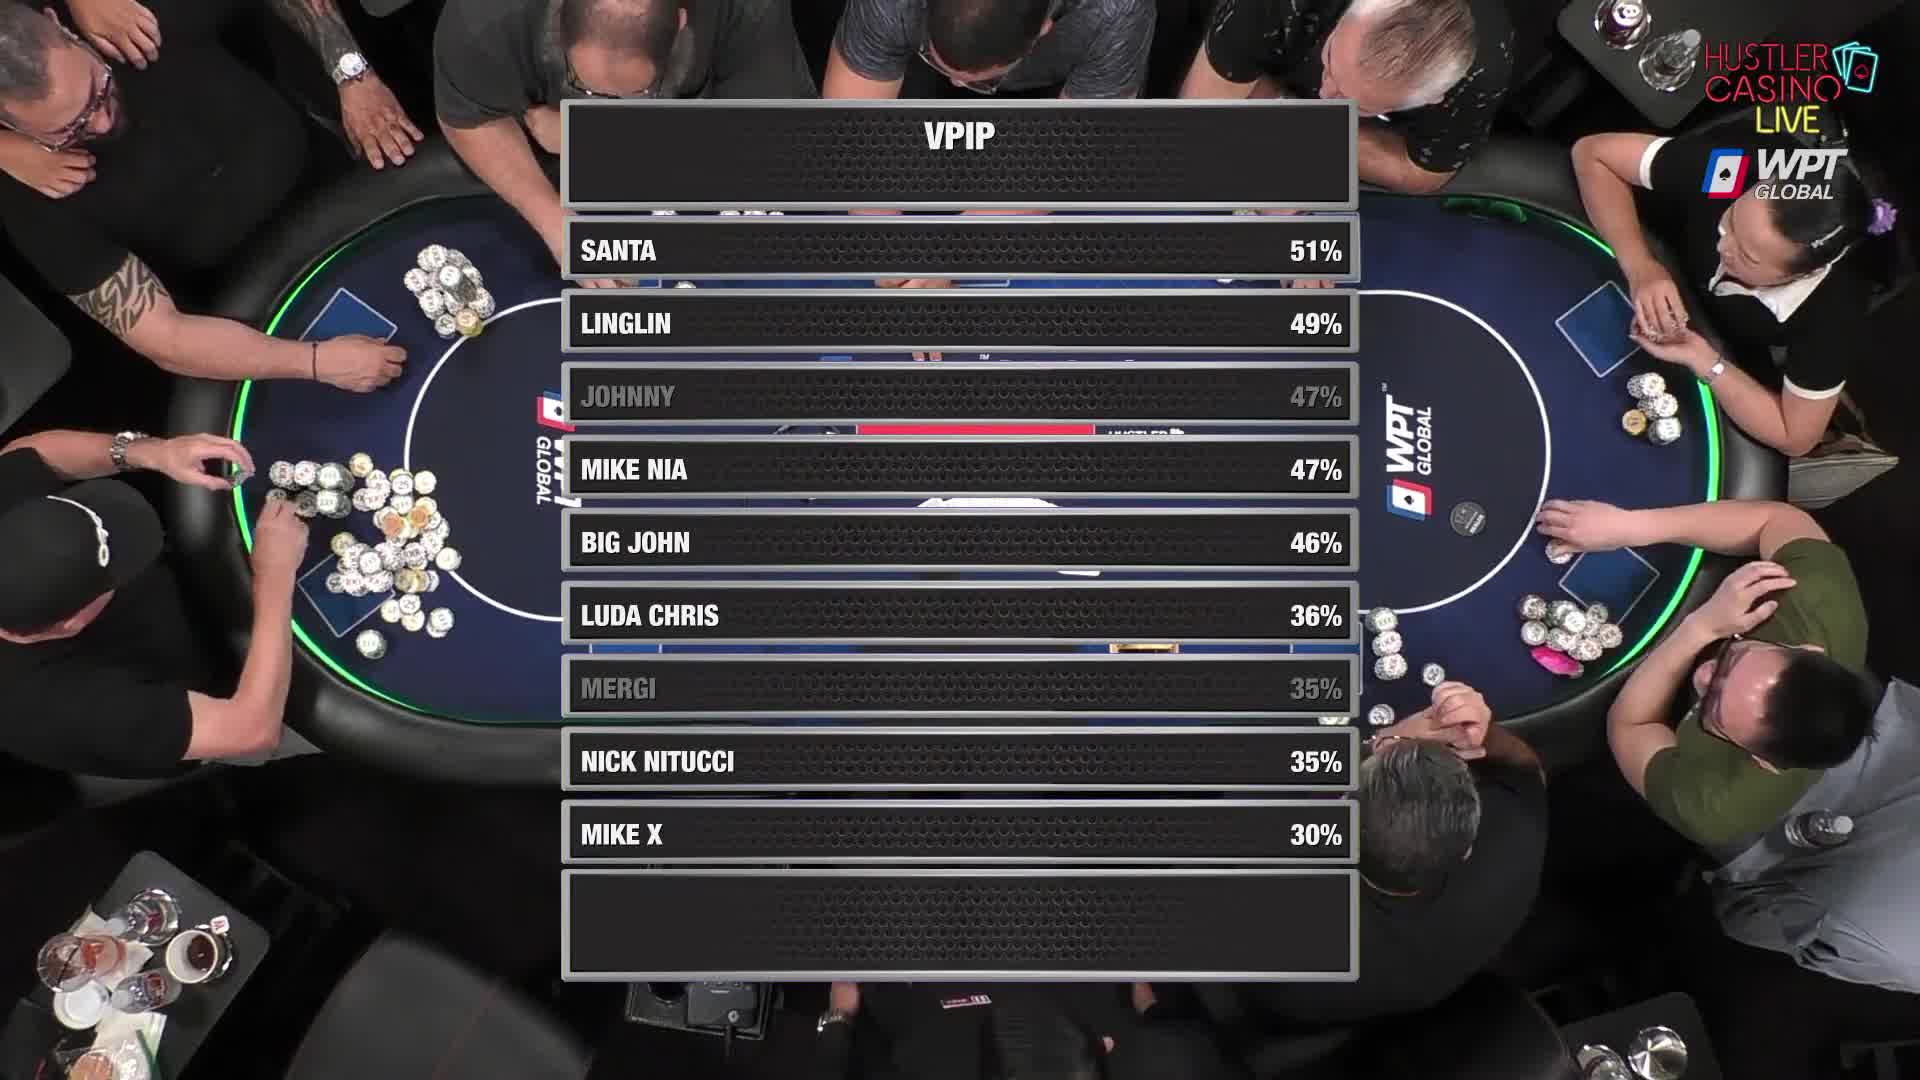 HUSTLER
CASINO
LIVE
WPT
GLOBAL
VPIP
SANTA 51%
LINGLIN 49%
JOHNNY 47%
MIKE NIA 47%
BIG JOHN 46%
LUDA CHRIS 36%
MERGI 35%
NICK NITUCCI 35%
MIKE X 30%
GLOBAL
WPT
GLOBAL